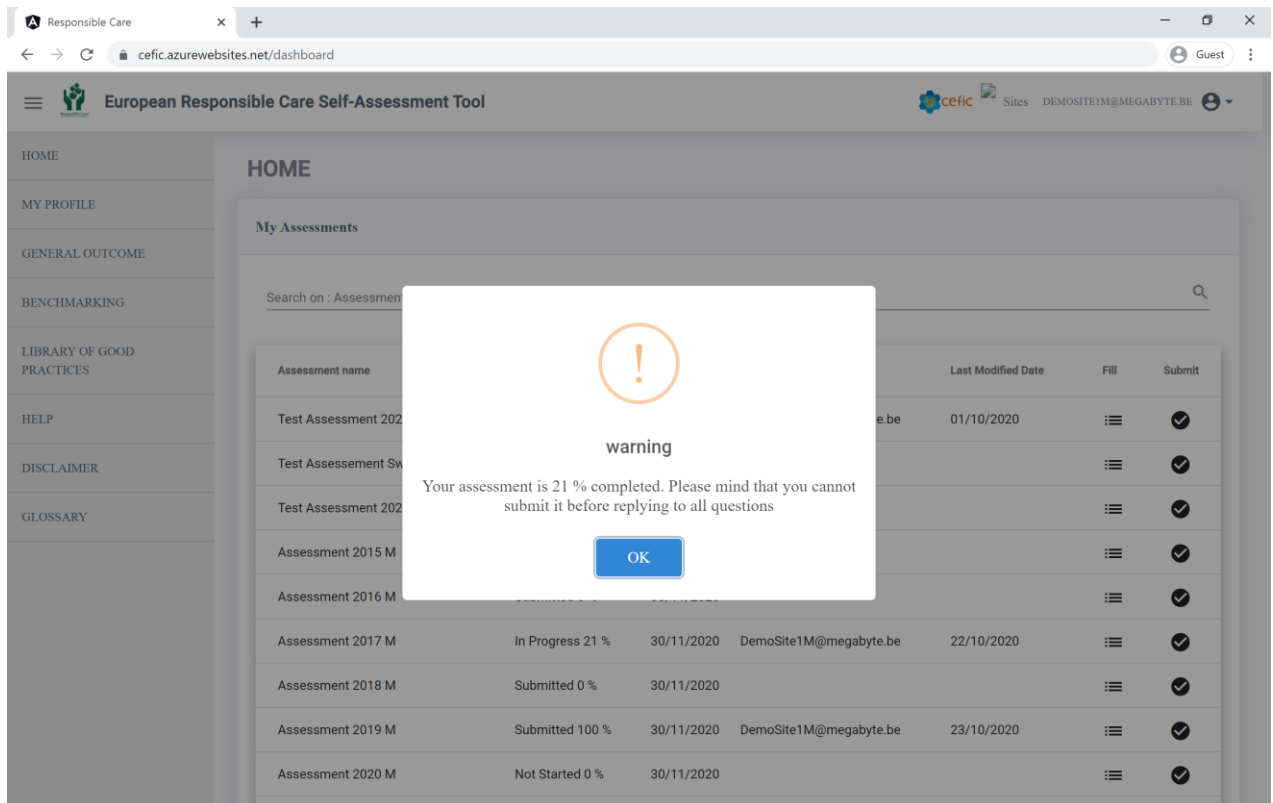 Responsible Care
cefic.azurewebsites.net/dashboard
Guest
European Responsible Care Self-Assessment Tool
cefic
Sites
DEMOSITE1M@MEGABYTE.BE
HOME
MY PROFILE
GENERAL OUTCOME
BENCHMARKING
LIBRARY OF GOOD
PRACTICES
HELP
DISCLAIMER
GLOSSARY
HOME
My Assessments
Search on : Assessmen
Assessment name Last Modified Date Fill Submit
Test Assessment 202 e.be 01/10/2020
Test Assessement Sw
Test Assessment 202
Assessment 2015 M
Assessment 2016 M
Assessment 2017 M In Progress 21 % 30/11/2020 DemoSite1M@megabyte.be 22/10/2020
Assessment 2018 M Submitted 0 % 30/11/2020
Assessment 2019 M Submitted 100 % 30/11/2020 DemoSite1M@megabyte.be 23/10/2020
Assessment 2020 M Not Started 0 % 30/11/2020
!
warning
Your assessment is 21 % completed. Please mind that you cannot
submit it before replying to all questions
OK